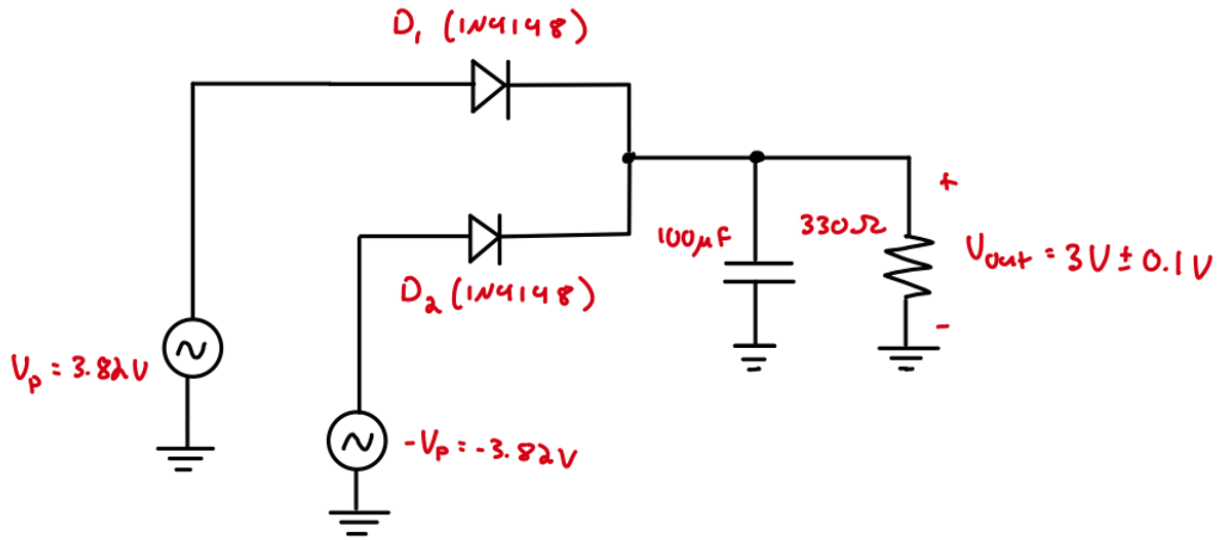 D₁ (1N4148)
D₂ (1N4148)
100μF
330Ω
+
Vout = 3V ± 0.1V
-
Vp = 3.82V
-Vp = -3.82V